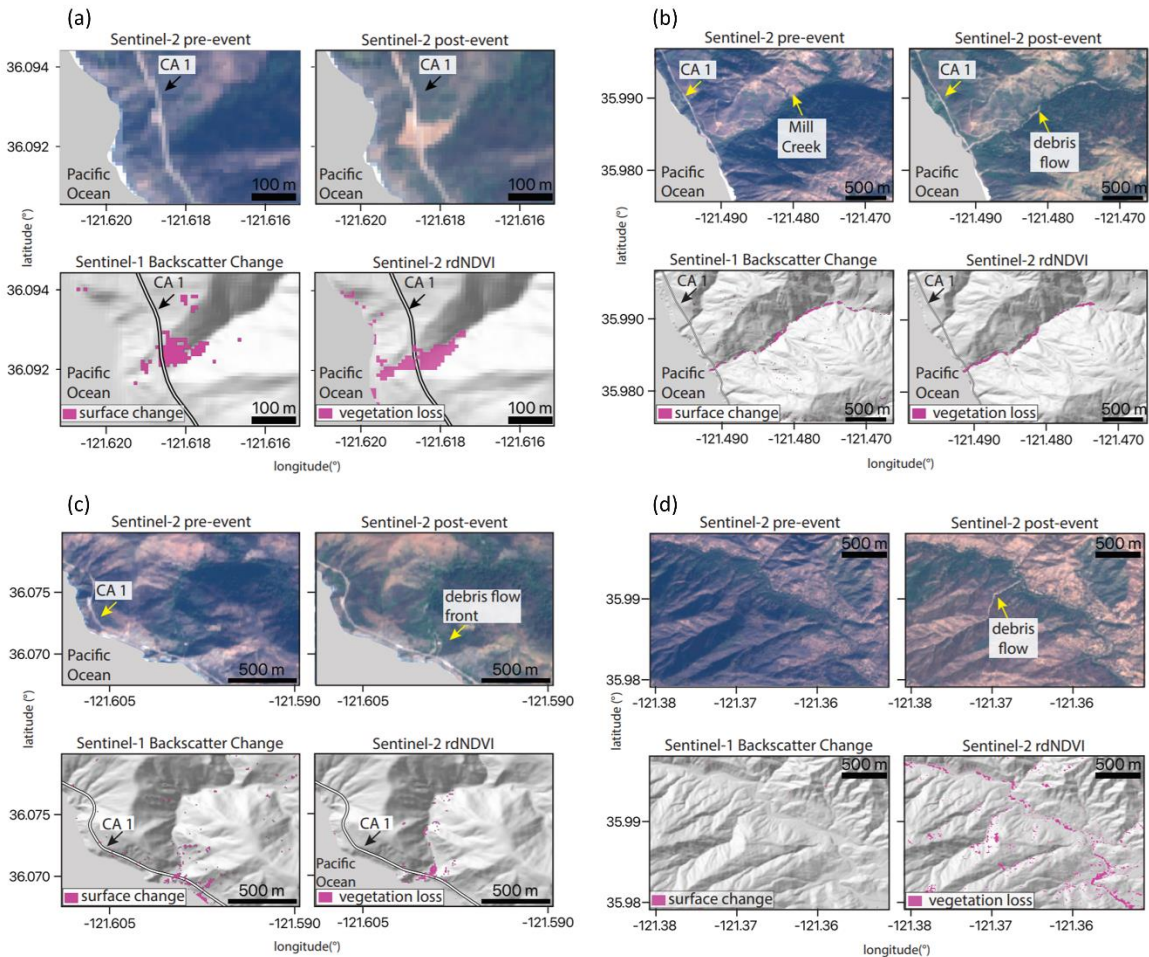 (a)
Sentinel-2 pre-event
Sentinel-2 post-event
36.094
36.092
CA 1
Pacific
Ocean
100 m
CA 1
Pacific
Ocean
100 m
-121.620
-121.618
-121.616
-121.620
-121.618
-121.616
latitude (°)
Sentinel-1 Backscatter Change
Sentinel-2 rdNDVI
36.094
36.092
CA 1
Pacific
Ocean
surface change
100 m
CA 1
Pacific
Ocean
vegetation loss
100 m
-121.620
-121.618
-121.616
-121.620
-121.618
-121.616
longitude(°)
(b)
Sentinel-2 pre-event
Sentinel-2 post-event
35.990
35.980
CA 1
Mill
Creek
Pacific
Ocean
500 m
CA 1
debris
flow
Pacific
Ocean
500 m
-121.490
-121.480
-121.470
-121.490
-121.480
-121.470
latitude (°)
Sentinel-1 Backscatter Change
Sentinel-2 rdNDVI
35.990
35.980
CA 1
Pacific
Ocean
surface change
500 m
CA 1
Pacific
Ocean
vegetation loss
500 m
-121.490
-121.480
-121.470
-121.490
-121.480
-121.470
longitude(°)
(c)
Sentinel-2 pre-event
Sentinel-2 post-event
36.075
36.070
CA 1
Pacific
Ocean
500 m
debris flow
front
500 m
-121.605
-121.590
-121.605
-121.590
latitude (°)
Sentinel-1 Backscatter Change
Sentinel-2 rdNDVI
36.075
36.070
CA 1
surface change
500 m
CA 1
Pacific
Ocean
vegetation loss
500 m
-121.605
-121.590
-121.605
-121.590
longitude(°)
(d)
Sentinel-2 pre-event
Sentinel-2 post-event
35.99
35.98
500 m
500 m
debris
flow
-121.38
-121.37
-121.36
-121.38
-121.37
-121.36
latitude (°)
Sentinel-1 Backscatter Change
Sentinel-2 rdNDVI
35.99
35.98
500 m
surface change
500 m
vegetation loss
-121.38
-121.37
-121.36
-121.38
-121.37
-121.36
longitude(°)